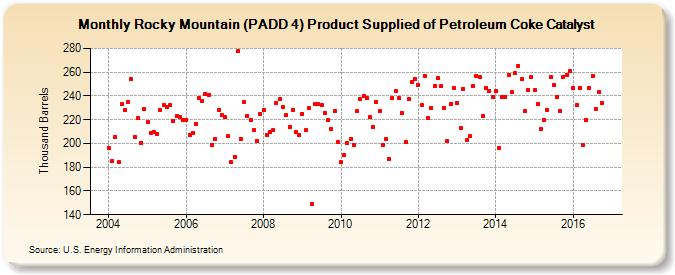 Monthly Rocky Mountain (PADD 4) Product Supplied of Petroleum Coke Catalyst
Thousand Barrels
280
260
240
220
200
180
160
140
2004 2006 2008 2010 2012 2014 2016
Source: U.S. Energy Information Administration